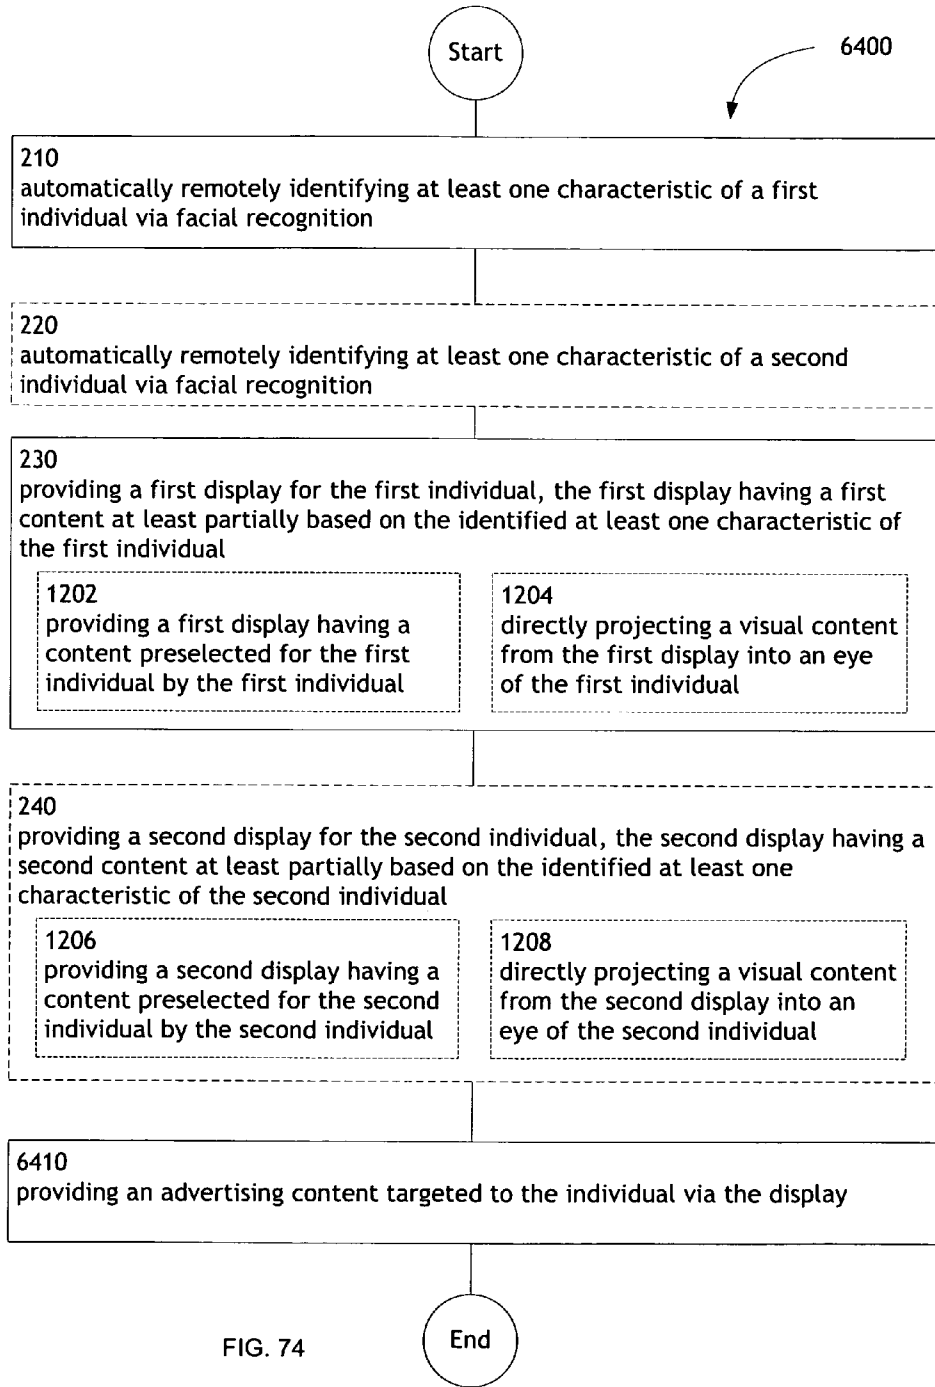 Start
6400
210
automatically remotely identifying at least one characteristic of a first
individual via facial recognition
220
automatically remotely identifying at least one characteristic of a second
individual via facial recognition
230
providing a first display for the first individual, the first display having a first
content at least partially based on the identified at least one characteristic of
the first individual
1202
providing a first display having a
content preselected for the first
individual by the first individual
1204
directly projecting a visual content
from the first display into an eye
of the first individual
240
providing a second display for the second individual, the second display having a
second content at least partially based on the identified at least one
characteristic of the second individual
1206
providing a second display having a
content preselected for the second
individual by the second individual
1208
directly projecting a visual content
from the second display into an
eye of the second individual
6410
providing an advertising content targeted to the individual via the display
End
FIG. 74